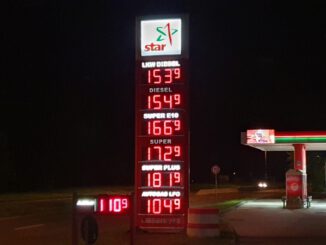 star
LKW DIESEL
153⁹
DIESEL
154⁹
SUPER E10
166⁹
SUPER
172⁹
SUPER PLUS
181⁹
AUTOGAS LPG
104⁹
110⁹